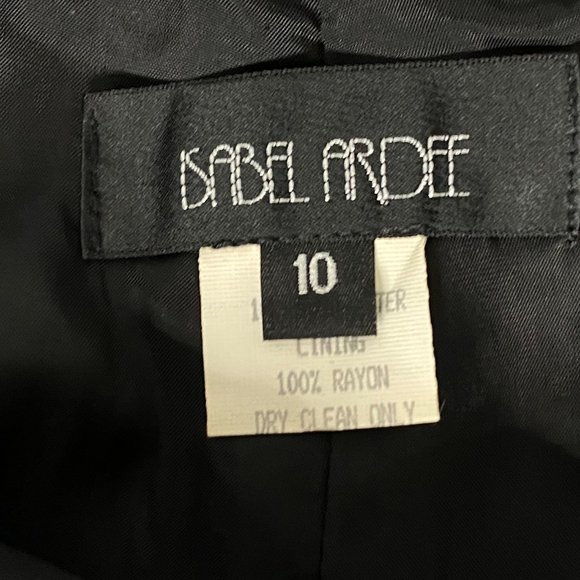 ISABEL ARDEE
10
LINING
100% RAYON
DRY CLEAN ONLY